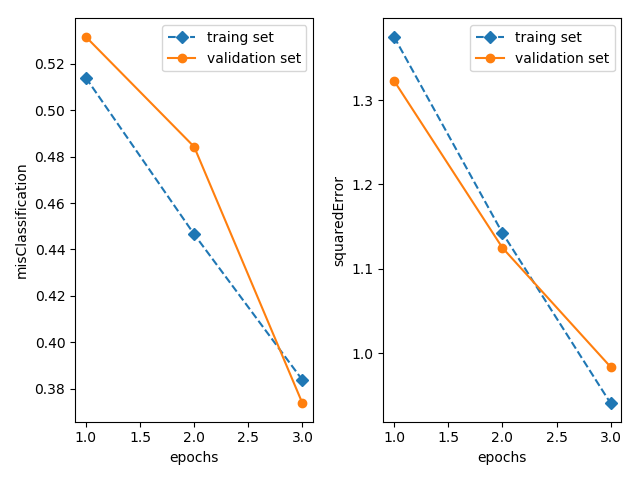 traing set
validation set
0.52
0.50
0.48
0.46
0.44
0.42
0.40
0.38
misClassification
1.0
1.5
2.0
2.5
3.0
epochs
traing set
validation set
1.3
1.2
1.1
1.0
squaredError
1.0
1.5
2.0
2.5
3.0
epochs